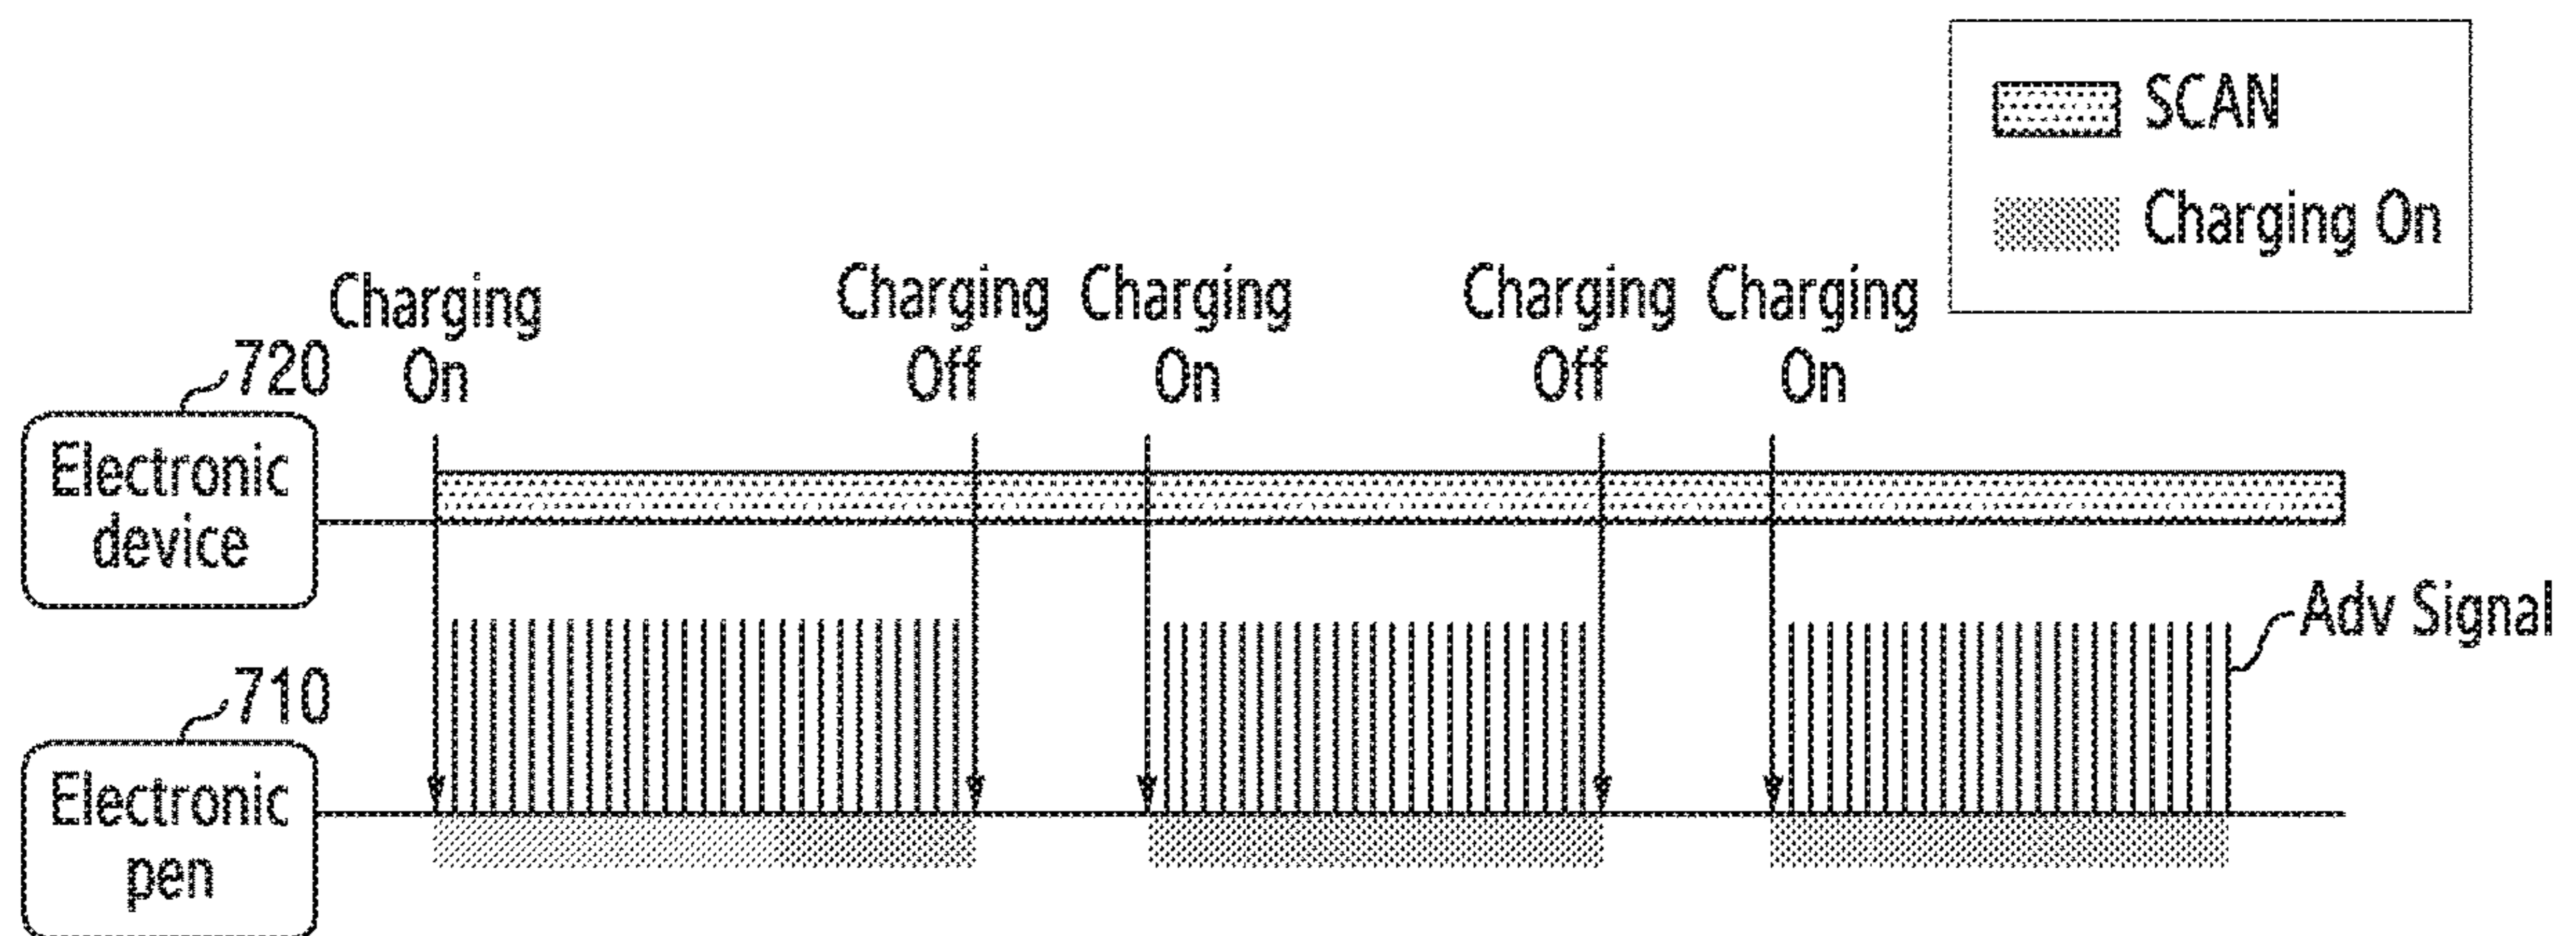 SCAN
Charging On
Charging
On
Charging
Off
Charging
On
Charging
Off
Charging
On
720
Electronic
device
Adv Signal
710
Electronic
pen